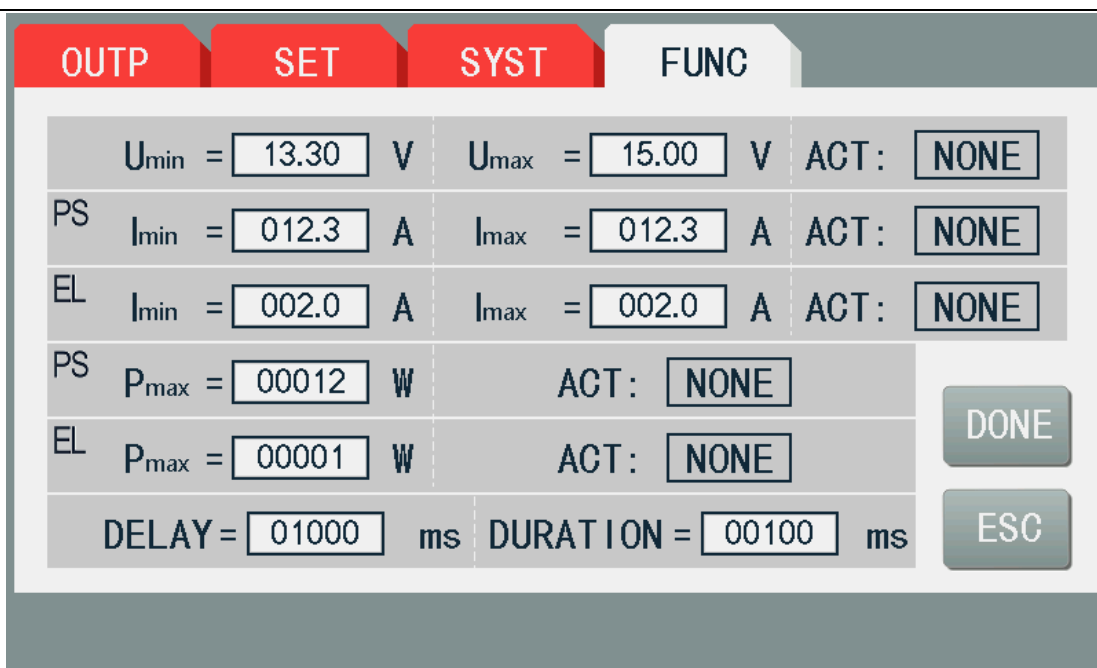 OUTP SET SYST FUNC
Umin = 13.30 V Umax = 15.00 V ACT: NONE
PS Imin = 012.3 A Imax = 012.3 A ACT: NONE
EL Imin = 002.0 A Imax = 002.0 A ACT: NONE
PS Pmax = 00012 W ACT: NONE
EL Pmax = 00001 W ACT: NONE
DONE
DELAY= 01000 ms DURATION= 00100 ms
ESC